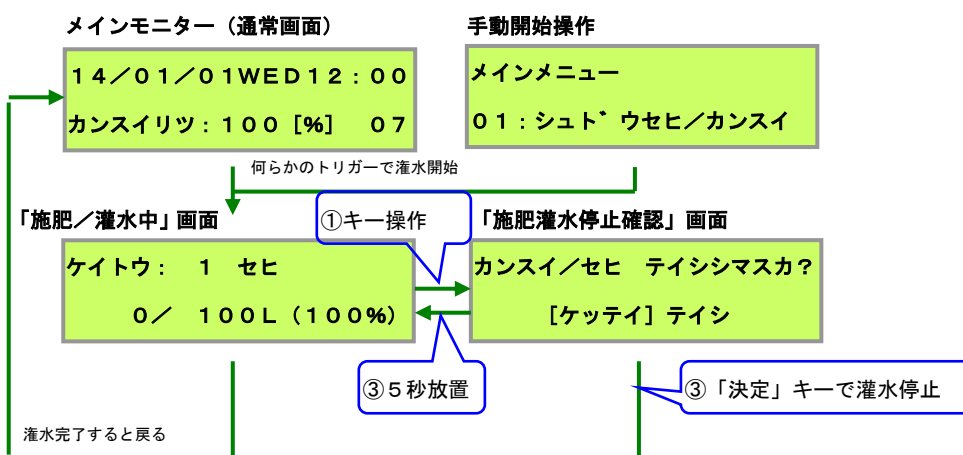 メインモニター（通常画面）
手動開始操作
１４／０１／０１ＷＥＤ１２：００
カンスイリツ：１００［％］　０７
メインメニュー
０１：シュト゛ウセヒ／カンスイ
何らかのトリガーで潅水開始
「施肥／灌水中」画面
①キー操作
「施肥灌水停止確認」画面
ケイトウ：　１　セヒ
０／　１００Ｌ（１００％）
カンスイ／セヒ　テイシシマスカ？
［ケッテイ］テイシ
③５秒放置
③「決定」キーで灌水停止
潅水完了すると戻る